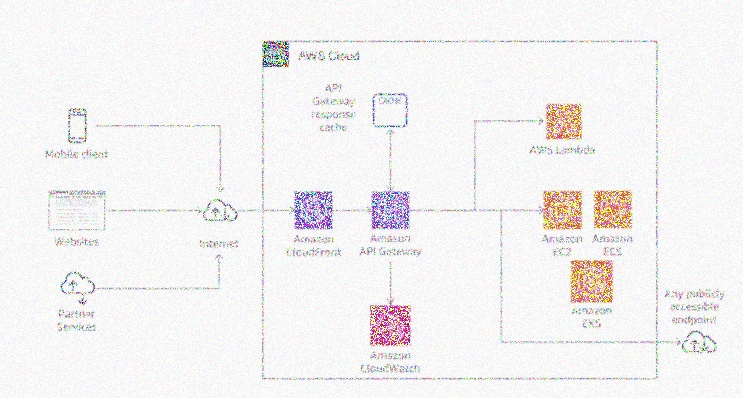 AWS Cloud
API
Gateway
response
cache
Mobile client
AWS Lambda
Websites
Internet
Amazon
CloudFront
Amazon
API Gateway
Amazon
EC2
Amazon
ECS
Partner
Services
Amazon
EKS
Any publicly
accessible
endpoint
Amazon
CloudWatch